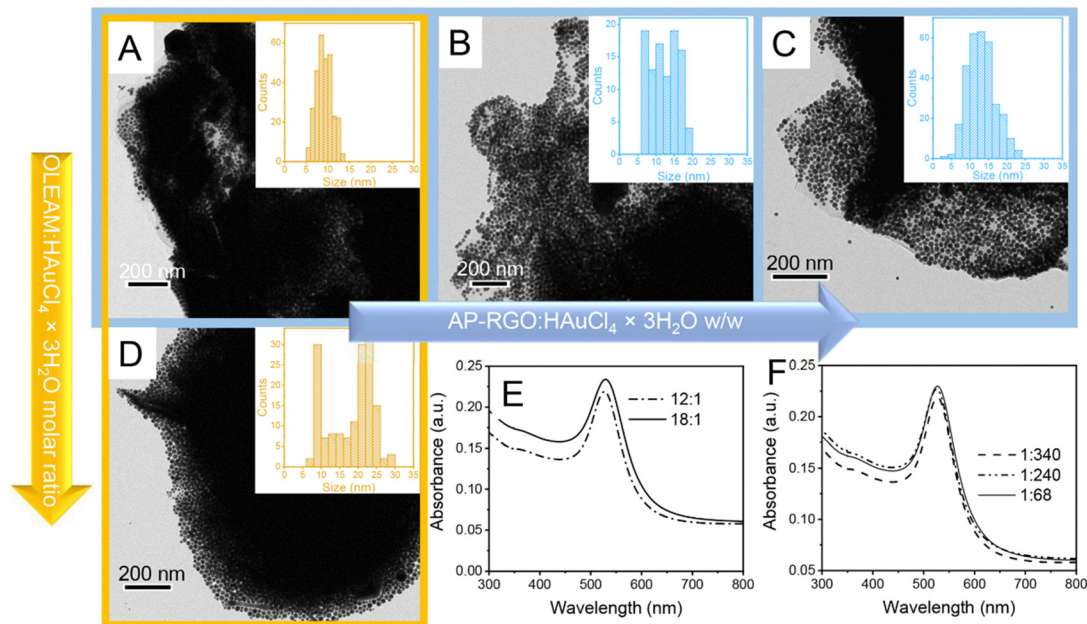 A
Counts
60
40
20
0
0 5 10 15 20 25 30
Size (nm)
200 nm
B
Counts
20
15
10
5
0
0 5 10 15 20 25 30 35
Size (nm)
200 nm
C
Counts
60
40
20
0
0 5 10 15 20 25 30 35
Size (nm)
200 nm
OLEAM:HAuCl₄ × 3H₂O molar ratio
AP-RGO:HAuCl₄ × 3H₂O w/w
D
Counts
30
25
20
15
10
5
0
0 5 10 15 20 25 30 35
Size (nm)
200 nm
E
Absorbance (a.u.)
0.25
0.20
0.15
0.10
0.05
0.00
12:1
18:1
300 400 500 600 700 800
Wavelength (nm)
F
Absorbance (a.u.)
0.25
0.20
0.15
0.10
0.05
1:340
1:240
1:68
300 400 500 600 700 800
Wavelength (nm)